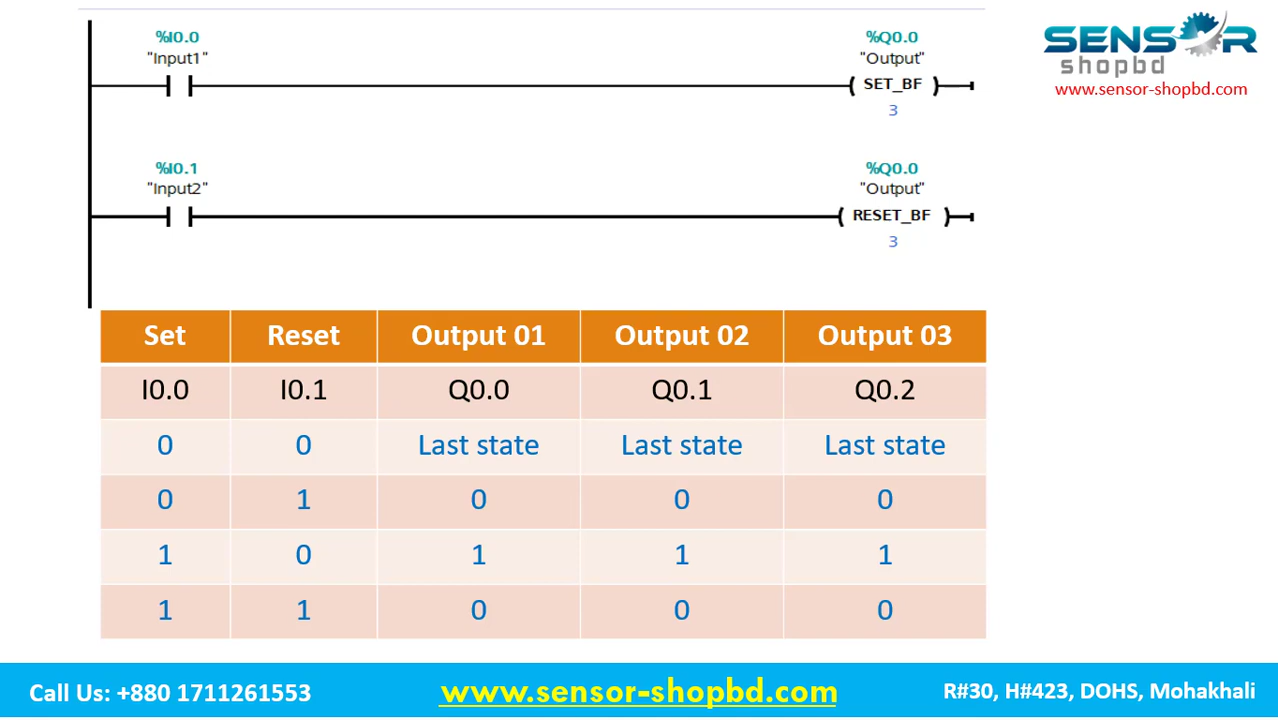 %I0.0
"Input1"
%Q0.0
"Output"
SET_BF
3
%I0.1
"Input2"
%Q0.0
"Output"
RESET_BF
3
SENSOR
shopbd
www.sensor-shopbd.com
Set Reset Output 01 Output 02 Output 03
I0.0 I0.1 Q0.0 Q0.1 Q0.2
0 0 Last state Last state Last state
0 1 0 0 0
1 0 1 1 1
1 1 0 0 0
Call Us: +880 1711261553 www.sensor-shopbd.com R#30, H#423, DOHS, Mohakhali